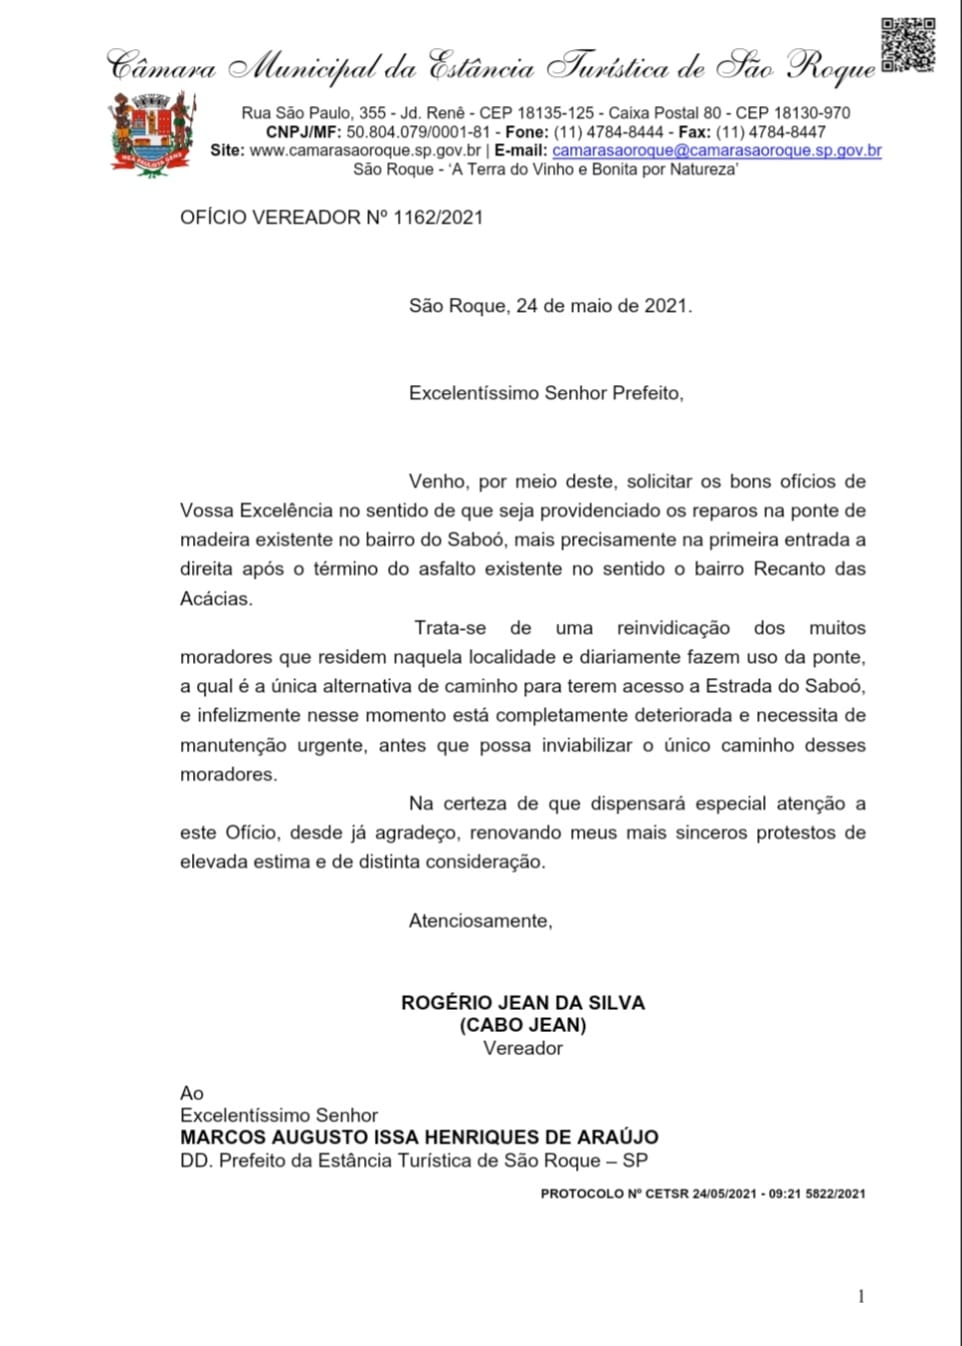 Câmara Municipal da Estância Turística de São Roque
Rua São Paulo, 355 - Jd. Renê - CEP 18135-125 - Caixa Postal 80 - CEP 18130-970
CNPJ/MF: 50.804.079/0001-81 - Fone: (11) 4784-8444 - Fax: (11) 4784-8447
Site: www.camarasaoroque.sp.gov.br | E-mail: camarasaoroque@camarasaoroque.sp.gov.br
São Roque - ‘A Terra do Vinho e Bonita por Natureza’
OFÍCIO VEREADOR Nº 1162/2021
São Roque, 24 de maio de 2021.
Excelentíssimo Senhor Prefeito,
Venho, por meio deste, solicitar os bons ofícios de
Vossa Excelência no sentido de que seja providenciado os reparos na ponte de
madeira existente no bairro do Saboó, mais precisamente na primeira entrada a
direita após o término do asfalto existente no sentido o bairro Recanto das
Acácias.
Trata-se de uma reinvidicação dos muitos
moradores que residem naquela localidade e diariamente fazem uso da ponte,
a qual é a única alternativa de caminho para terem acesso a Estrada do Saboó,
e infelizmente nesse momento está completamente deteriorada e necessita de
manutenção urgente, antes que possa inviabilizar o único caminho desses
moradores.
Na certeza de que dispensará especial atenção a
este Ofício, desde já agradeço, renovando meus mais sinceros protestos de
elevada estima e de distinta consideração.
Atenciosamente,
ROGÉRIO JEAN DA SILVA
(CABO JEAN)
Vereador
Ao
Excelentíssimo Senhor
MARCOS AUGUSTO ISSA HENRIQUES DE ARAÚJO
DD. Prefeito da Estância Turística de São Roque – SP
PROTOCOLO Nº CETSR 24/05/2021 - 09:21 5822/2021
1